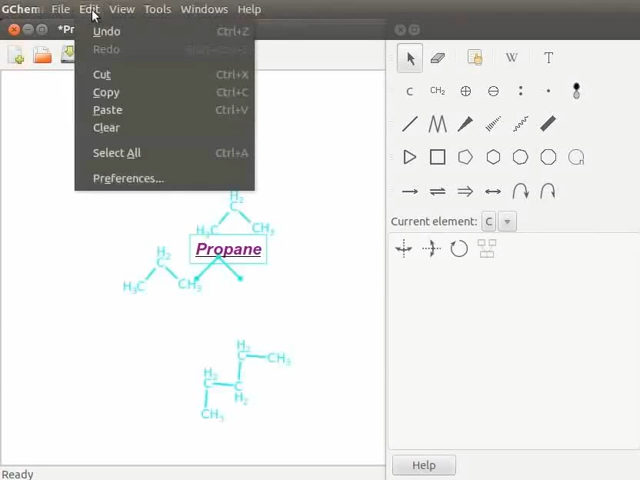 GChem File Edit View Tools Windows Help
*Pr
Undo Ctrl+Z
Redo
Cut Ctrl+X
Copy Ctrl+C
Paste Ctrl+V
Clear
Select All Ctrl+A
Preferences...
W T
C CH₂
Current element: C
H₂
C
H₃C CH₃
Propane
H₂
C
H₃C CH₃
H₂
C CH₃
H₂
C C
H₂
CH₃
Help
Ready